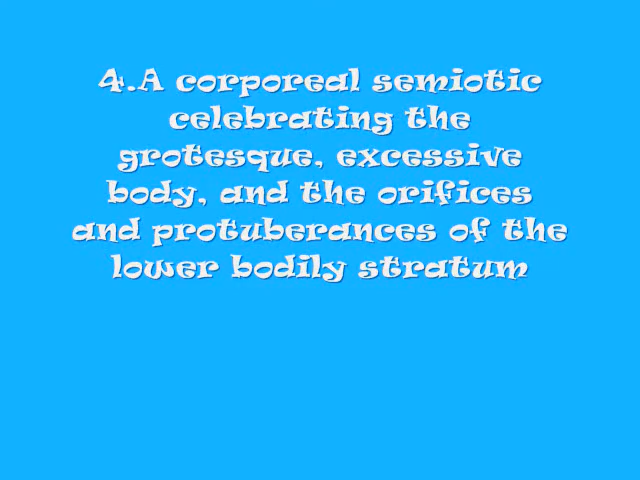 4.A corporeal semiotic
celebrating the
grotesque, excessive
body, and the orifices
and protuberances of the
lower bodily stratum